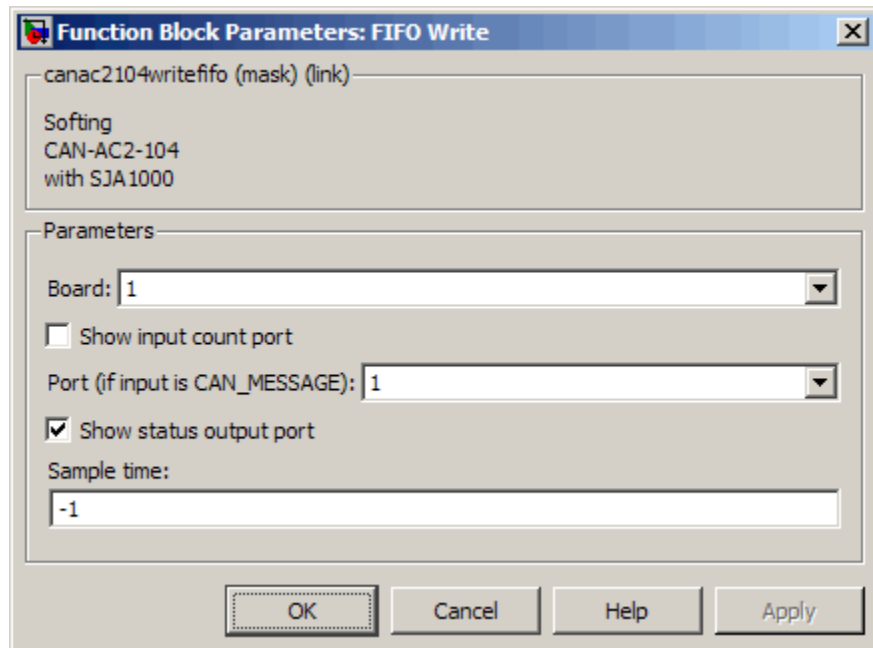 Function Block Parameters: FIFO Write
canac2104writefifo (mask) (link)
Softing
CAN-AC2-104
with SJA1000
Parameters
Board: 1
Show input count port
Port (if input is CAN_MESSAGE): 1
Show status output port
Sample time:
-1
OK Cancel Help Apply